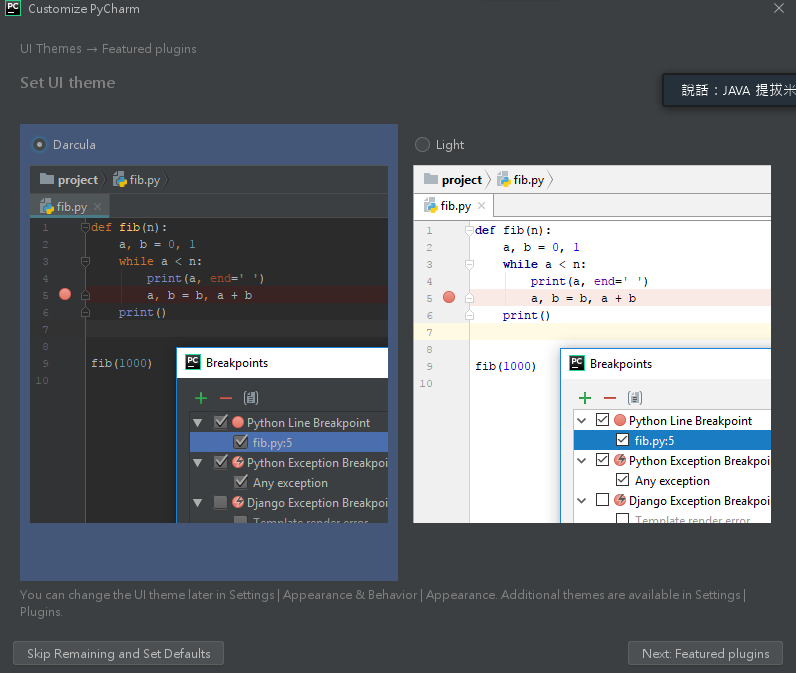 PC Customize PyCharm
UI Themes → Featured plugins
Set UI theme
說話：JAVA 提拔米
Darcula
project
fib.py
fib.py
1 def fib(n):
2 a, b = 0, 1
3 while a < n:
4 print(a, end=' ')
5 a, b = b, a + b
6 print()
7
8
9 fib(1000)
10
PC Breakpoints
Python Line Breakpoint
fib.py:5
Python Exception Breakpoi
Any exception
Django Exception Breakpoi
Template render error
Light
project
fib.py
fib.py
1 def fib(n):
2 a, b = 0, 1
3 while a < n:
4 print(a, end=' ')
5 a, b = b, a + b
6 print()
7
8
9 fib(1000)
10
PC Breakpoints
Python Line Breakpoint
fib.py:5
Python Exception Breakpoi
Any exception
Django Exception Breakpoi
Template render error
You can change the UI theme later in Settings | Appearance & Behavior | Appearance. Additional themes are available in Settings |
Plugins.
Skip Remaining and Set Defaults
Next: Featured plugins